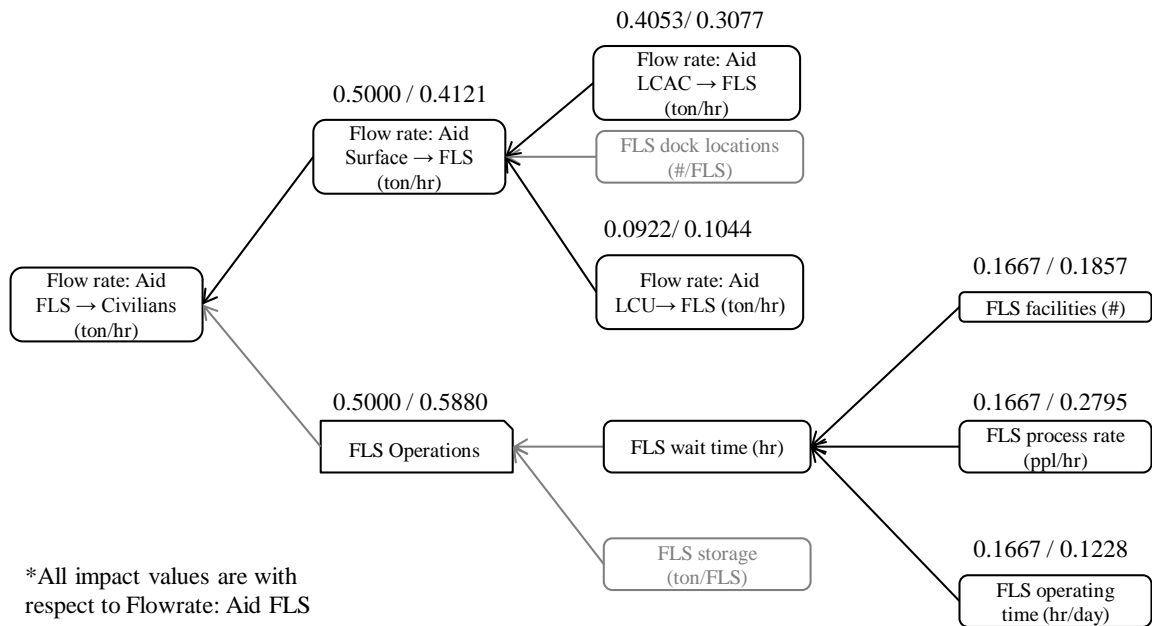 0.4053/ 0.3077
Flow rate: Aid
LCAC → FLS
(ton/hr)
0.5000 / 0.4121
Flow rate: Aid
Surface → FLS
(ton/hr)
FLS dock locations
(#/FLS)
0.0922/ 0.1044
Flow rate: Aid
LCU→ FLS (ton/hr)
Flow rate: Aid
FLS → Civilians
(ton/hr)
0.1667 / 0.1857
FLS facilities (#)
0.5000 / 0.5880
FLS Operations
FLS wait time (hr)
0.1667 / 0.2795
FLS process rate
(ppl/hr)
FLS storage
(ton/FLS)
0.1667 / 0.1228
FLS operating
time (hr/day)
*All impact values are with
respect to Flowrate: Aid FLS